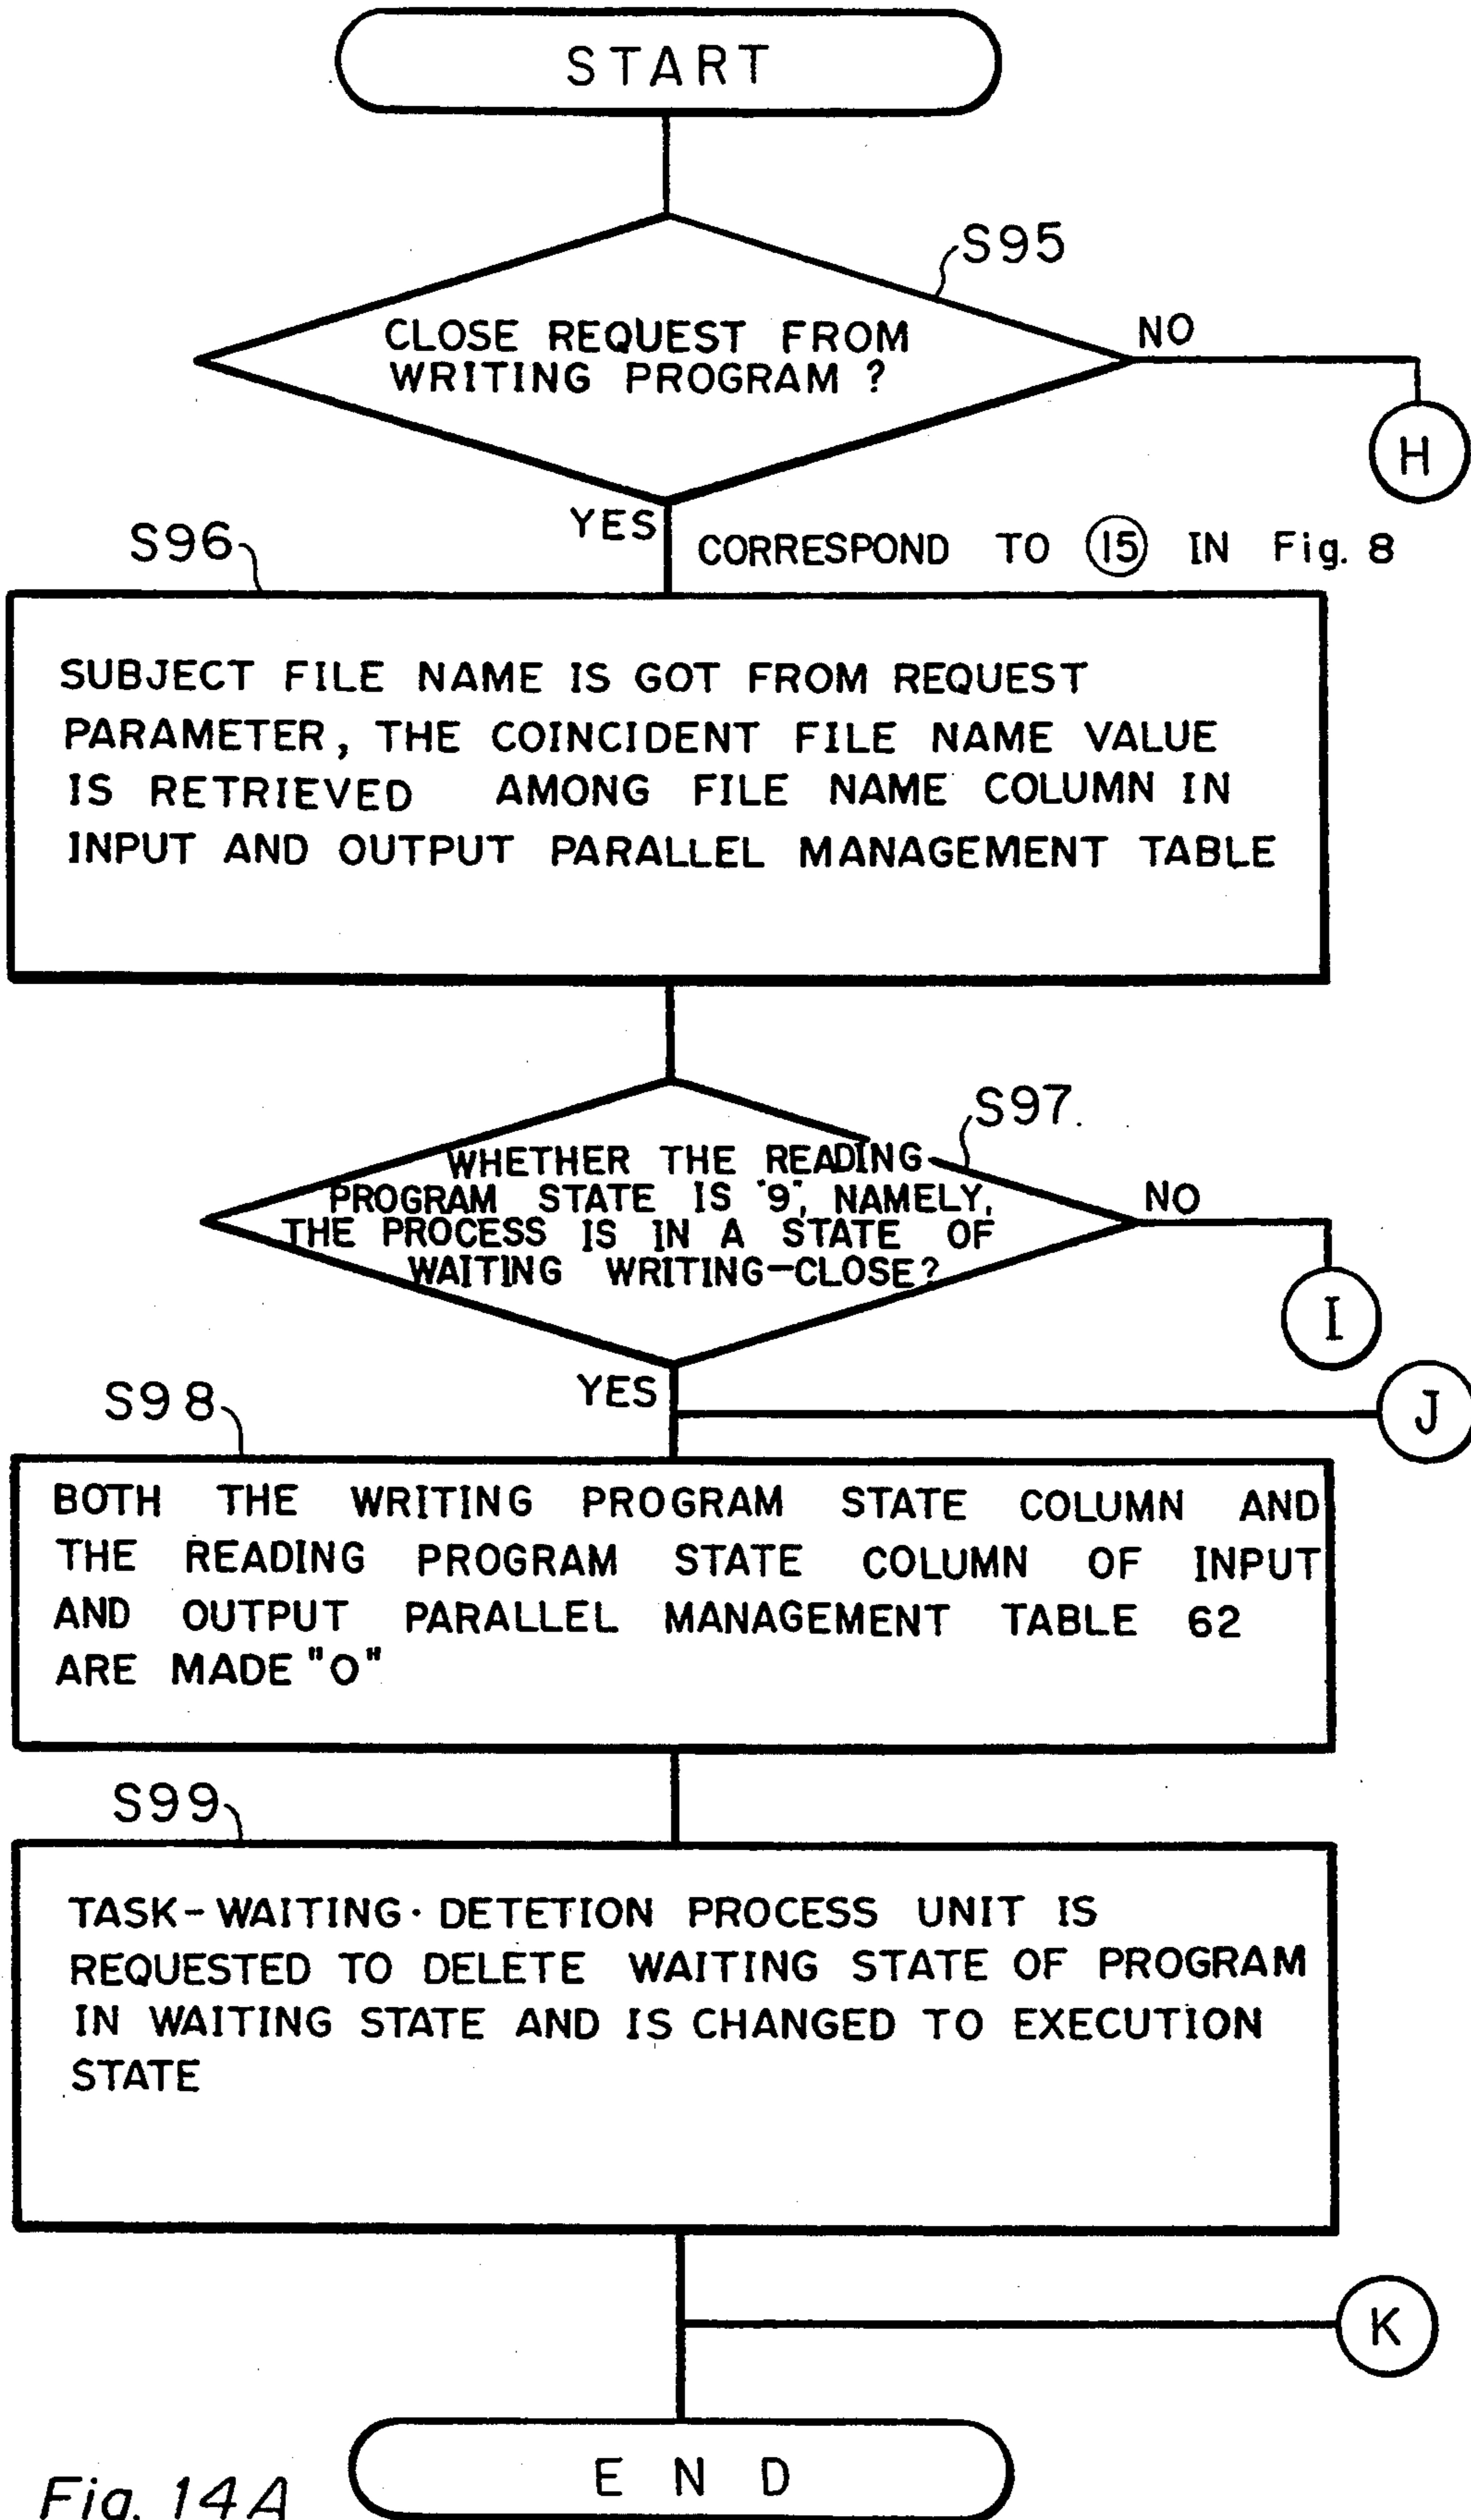 START
S95
CLOSE REQUEST FROM
WRITING PROGRAM ?
NO
H
YES
S96
CORRESPOND TO 15 IN Fig. 8
SUBJECT FILE NAME IS GOT FROM REQUEST
PARAMETER, THE COINCIDENT FILE NAME VALUE
IS RETRIEVED AMONG FILE NAME COLUMN IN
INPUT AND OUTPUT PARALLEL MANAGEMENT TABLE
S97
WHETHER THE READING
PROGRAM STATE IS "9", NAMELY,
THE PROCESS IS IN A STATE OF
WAITING WRITING-CLOSE?
NO
I
YES
J
S98
BOTH THE WRITING PROGRAM STATE COLUMN AND
THE READING PROGRAM STATE COLUMN OF INPUT
AND OUTPUT PARALLEL MANAGEMENT TABLE 62
ARE MADE "0"
S99
TASK-WAITING·DETETION PROCESS UNIT IS
REQUESTED TO DELETE WAITING STATE OF PROGRAM
IN WAITING STATE AND IS CHANGED TO EXECUTION
STATE
K
END
Fig. 14A